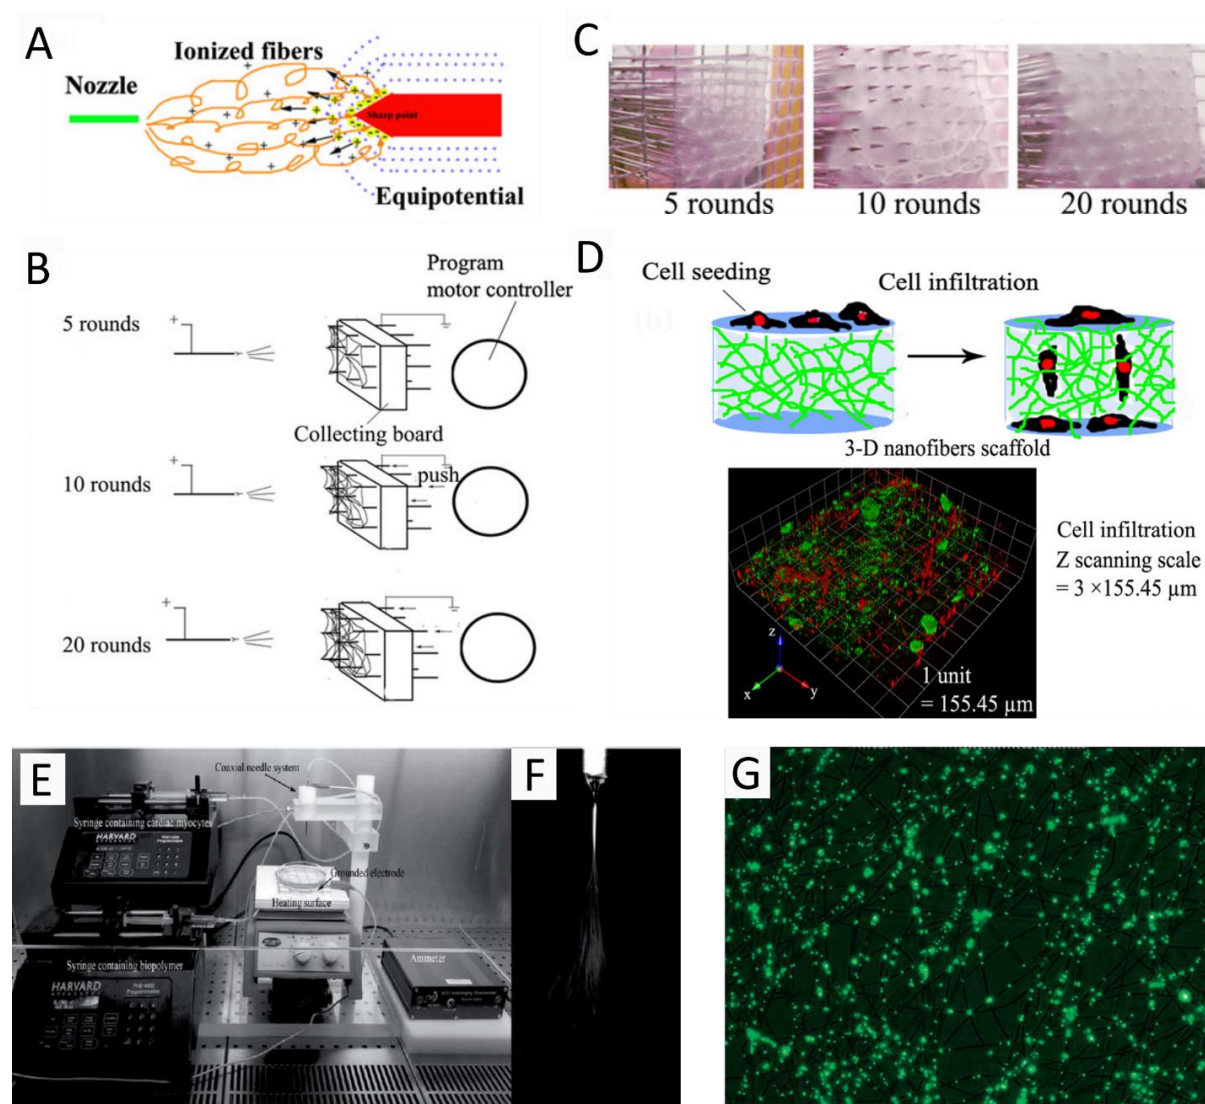 A
Ionized fibers
Nozzle
Sharp point
Equipotential
C
5 rounds
10 rounds
20 rounds
B
Program
motor controller
5 rounds
Collecting board
10 rounds
push
20 rounds
D
Cell seeding
Cell infiltration
(b)
3-D nanofibers scaffold
Cell infiltration
Z scanning scale
= 3 ×155.45 µm
z
x
y
1 unit
= 155.45 µm
E
Coaxial needle system
Syringe containing cardiac myocytes
HARVARD
Grounded electrode
Heating surface
Syringe containing biopolymer
HARVARD
Ammeter
F
G